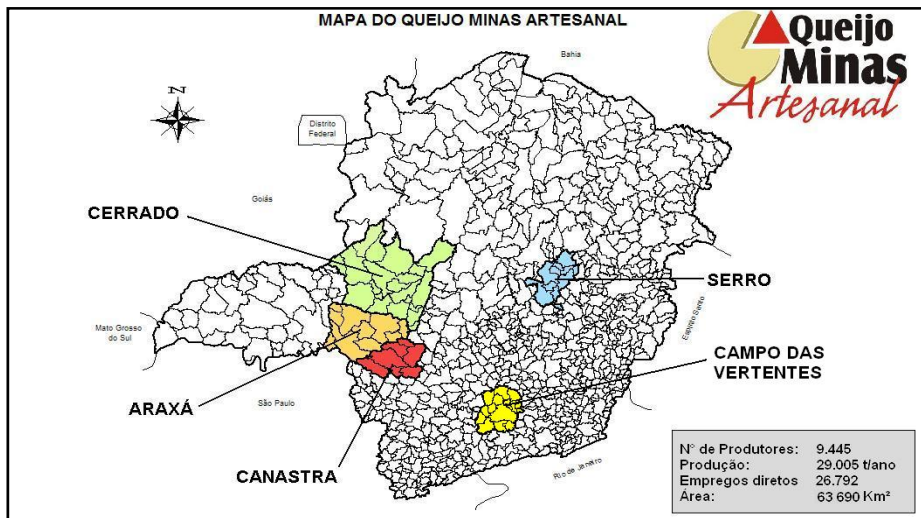 MAPA DO QUEIJO MINAS ARTESANAL
Queijo
Minas
Artesanal
N
Bahia
Distrito
Federal
Goiás
CERRADO
SERRO
Espírito Santo
Mato Grosso
do Sul
CAMPO DAS
VERTENTES
ARAXÁ
São Paulo
CANASTRA
Rio de Janeiro
N° de Produtores: 9.445
Produção: 29.005 t/ano
Empregos diretos 26.792
Área: 63 690 Km²